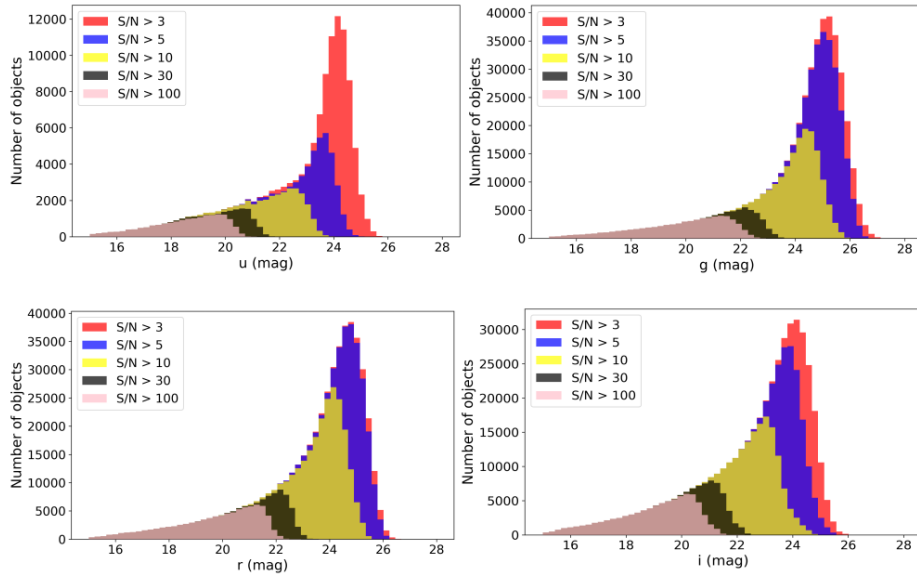 12000
10000
8000
6000
4000
2000
0
Number of objects
S/N > 3
S/N > 5
S/N > 10
S/N > 30
S/N > 100
16 18 20 22 24 26 28
u (mag)
40000
35000
30000
25000
20000
15000
10000
5000
0
Number of objects
S/N > 3
S/N > 5
S/N > 10
S/N > 30
S/N > 100
16 18 20 22 24 26 28
g (mag)
40000
35000
30000
25000
20000
15000
10000
5000
0
Number of objects
S/N > 3
S/N > 5
S/N > 10
S/N > 30
S/N > 100
16 18 20 22 24 26 28
r (mag)
30000
25000
20000
15000
10000
5000
0
Number of objects
S/N > 3
S/N > 5
S/N > 10
S/N > 30
S/N > 100
16 18 20 22 24 26 28
i (mag)